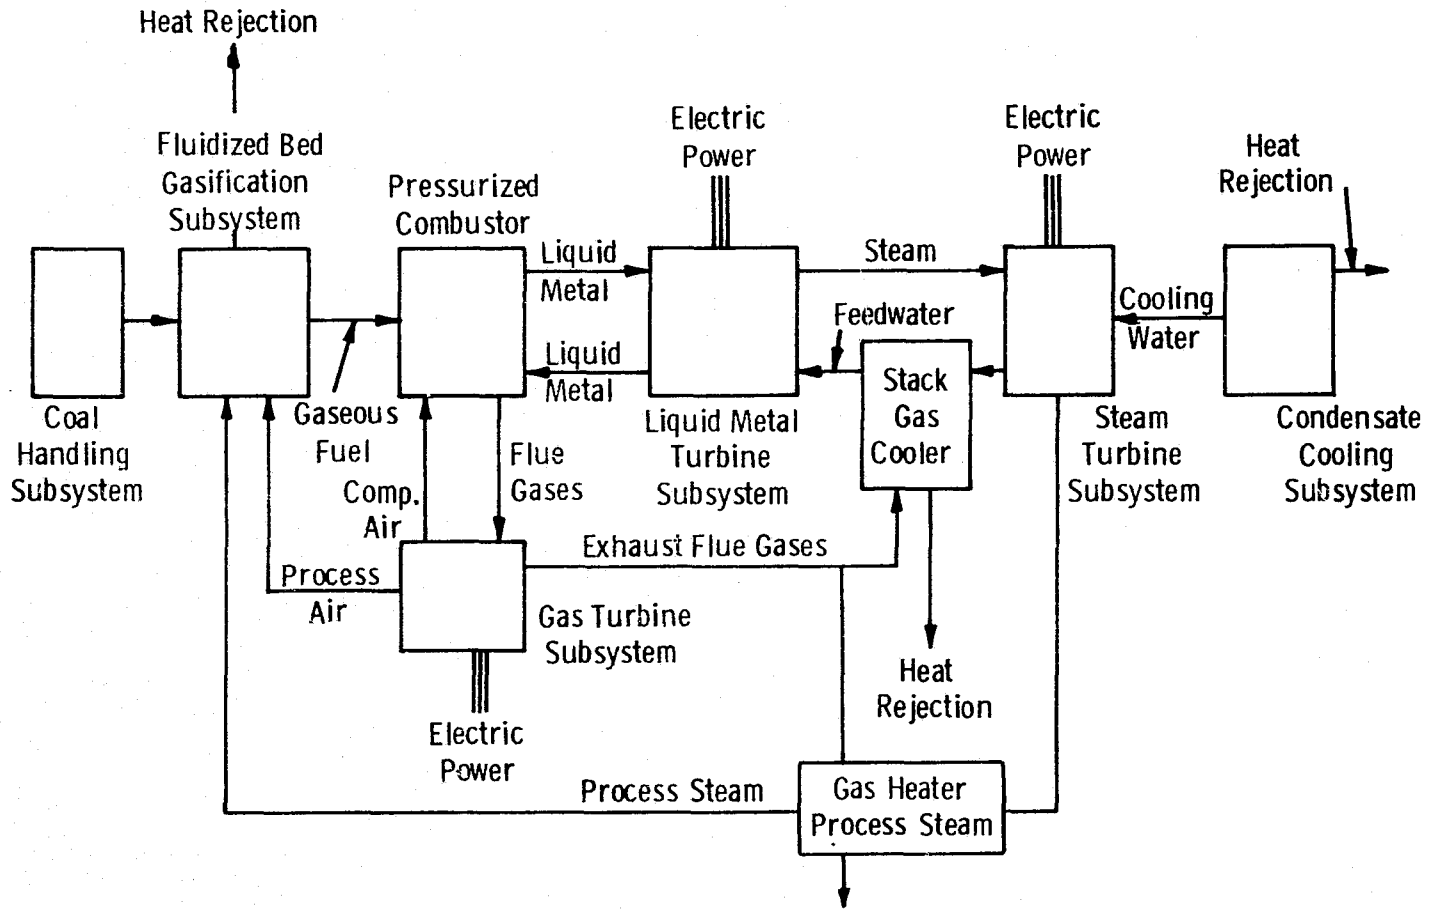 Heat Rejection
Fluidized Bed
Gasification
Subsystem
Pressurized
Combustor
Electric
Power
Electric
Power
Heat
Rejection
Liquid
Metal
Steam
Cooling
Water
Feedwater
Liquid
Metal
Stack
Gas
Cooler
Gaseous
Fuel
Coal
Handling
Subsystem
Comp.
Air
Flue
Gases
Liquid Metal
Turbine
Subsystem
Steam
Turbine
Subsystem
Condensate
Cooling
Subsystem
Exhaust Flue Gases
Process
Air
Gas Turbine
Subsystem
Heat
Rejection
Electric
Power
Process Steam
Gas Heater
Process Steam